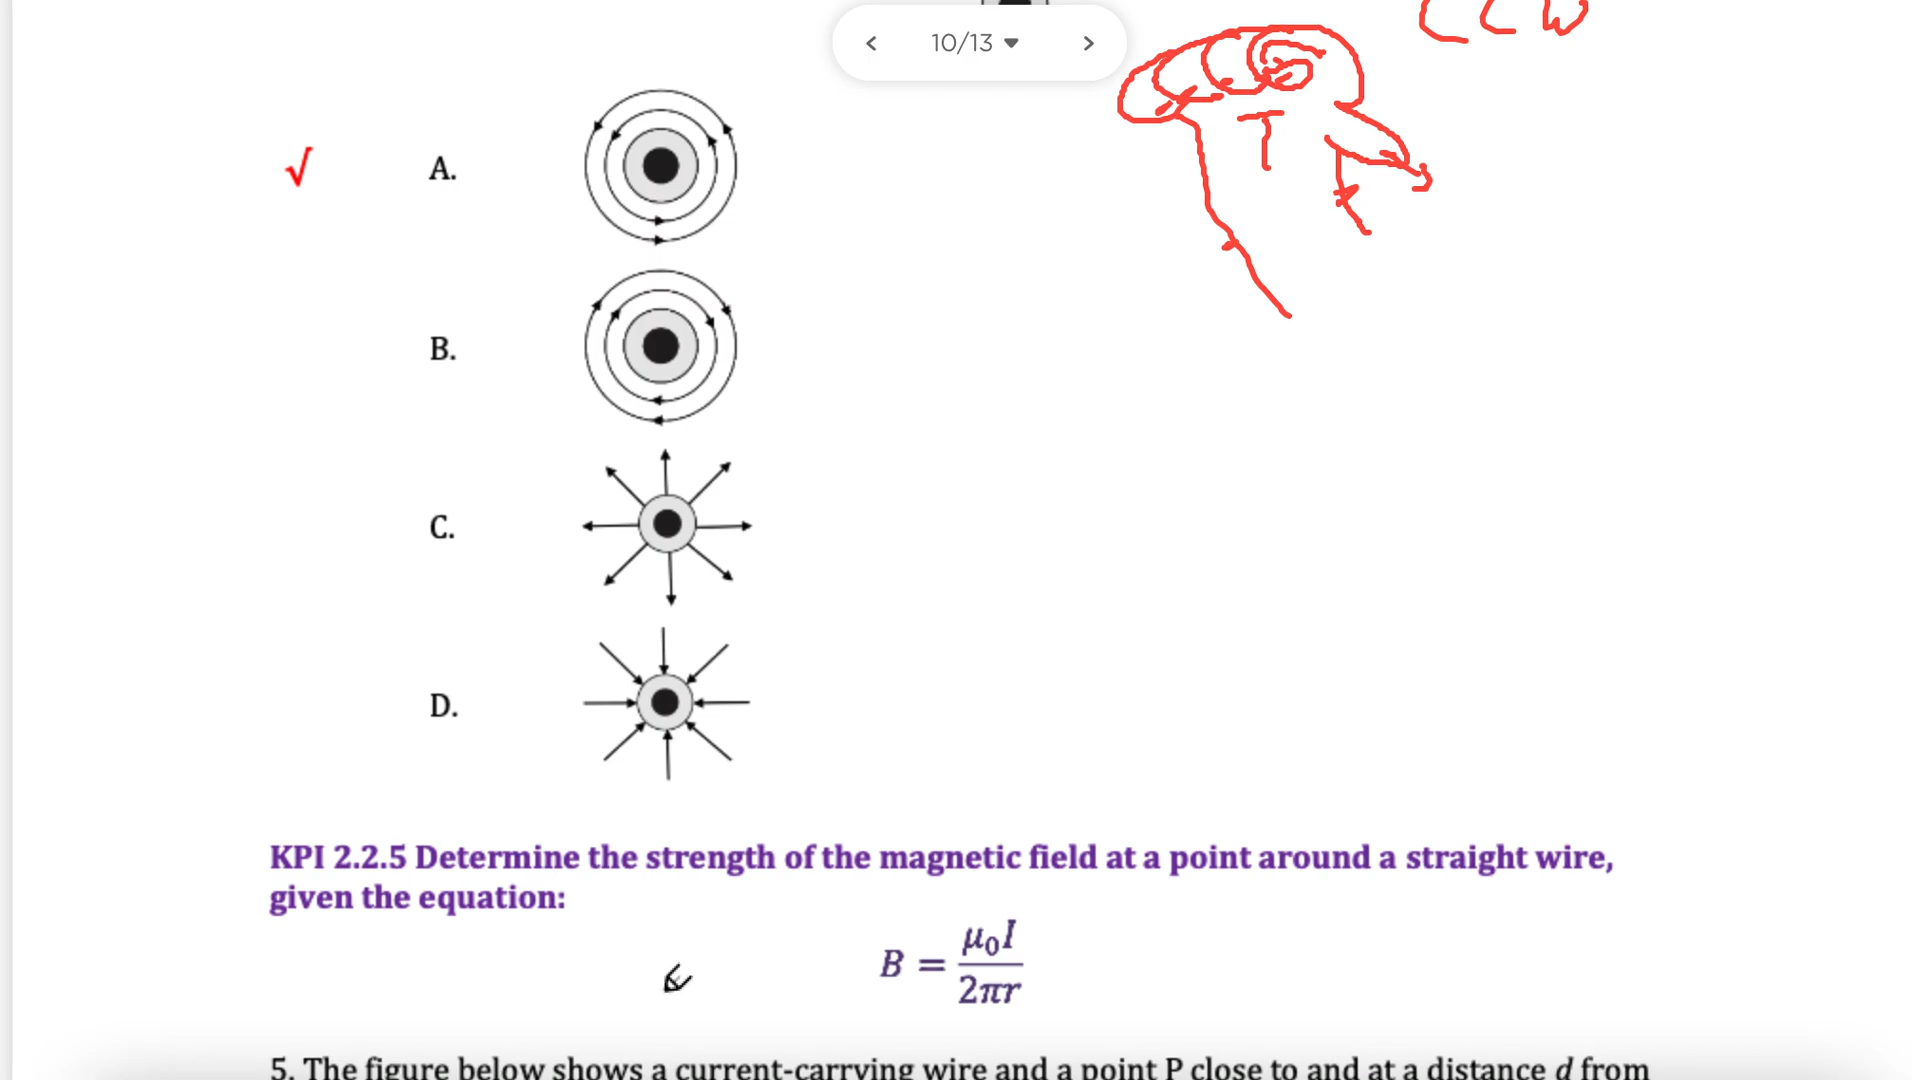 CCW
10/13
√ A.
I
B.
C.
D.
KPI 2.2.5 Determine the strength of the magnetic field at a point around a straight wire,
given the equation:
B = μ₀I / 2πr
5. The figure below shows a current-carrying wire and a point P close to and at a distance d from